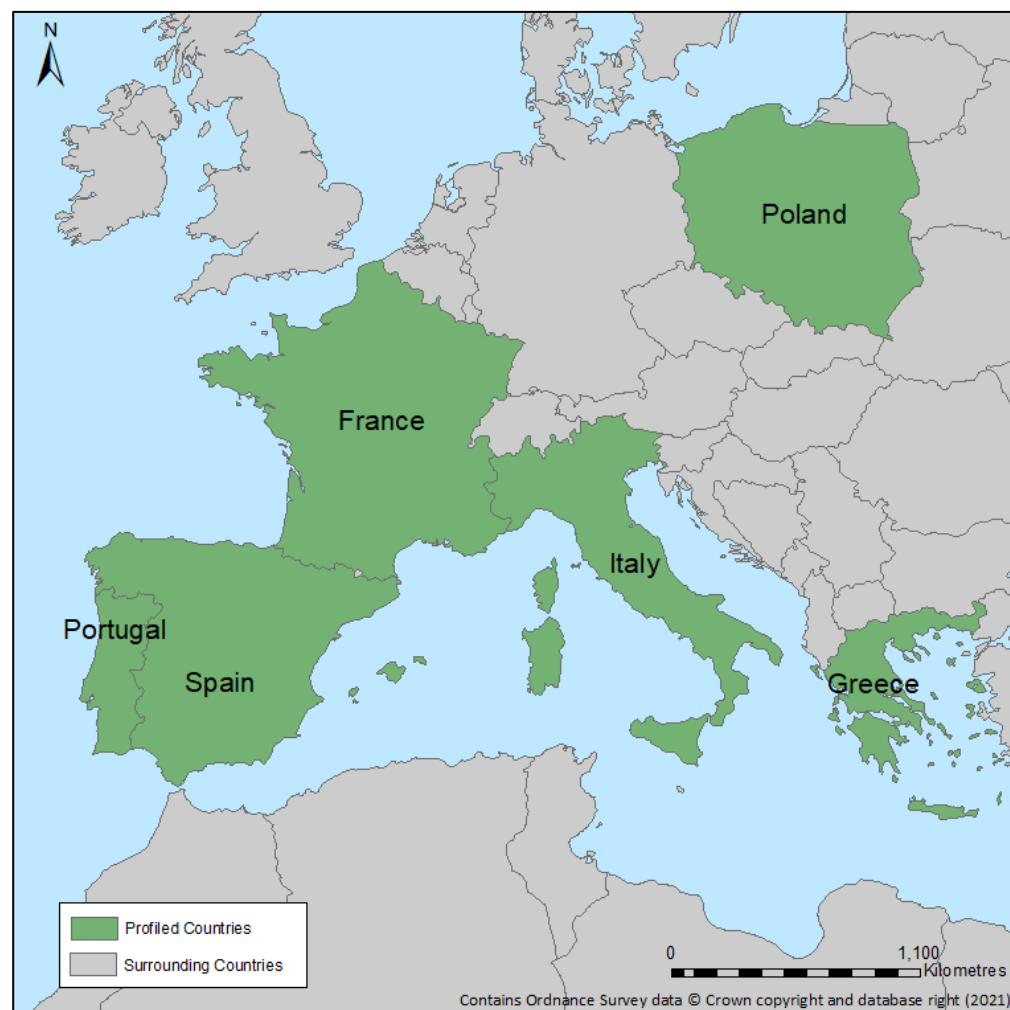 N
Poland
France
Italy
Portugal
Spain
Greece
Profiled Countries
Surrounding Countries
0 1,100
Kilometres
Contains Ordnance Survey data © Crown copyright and database right (2021)